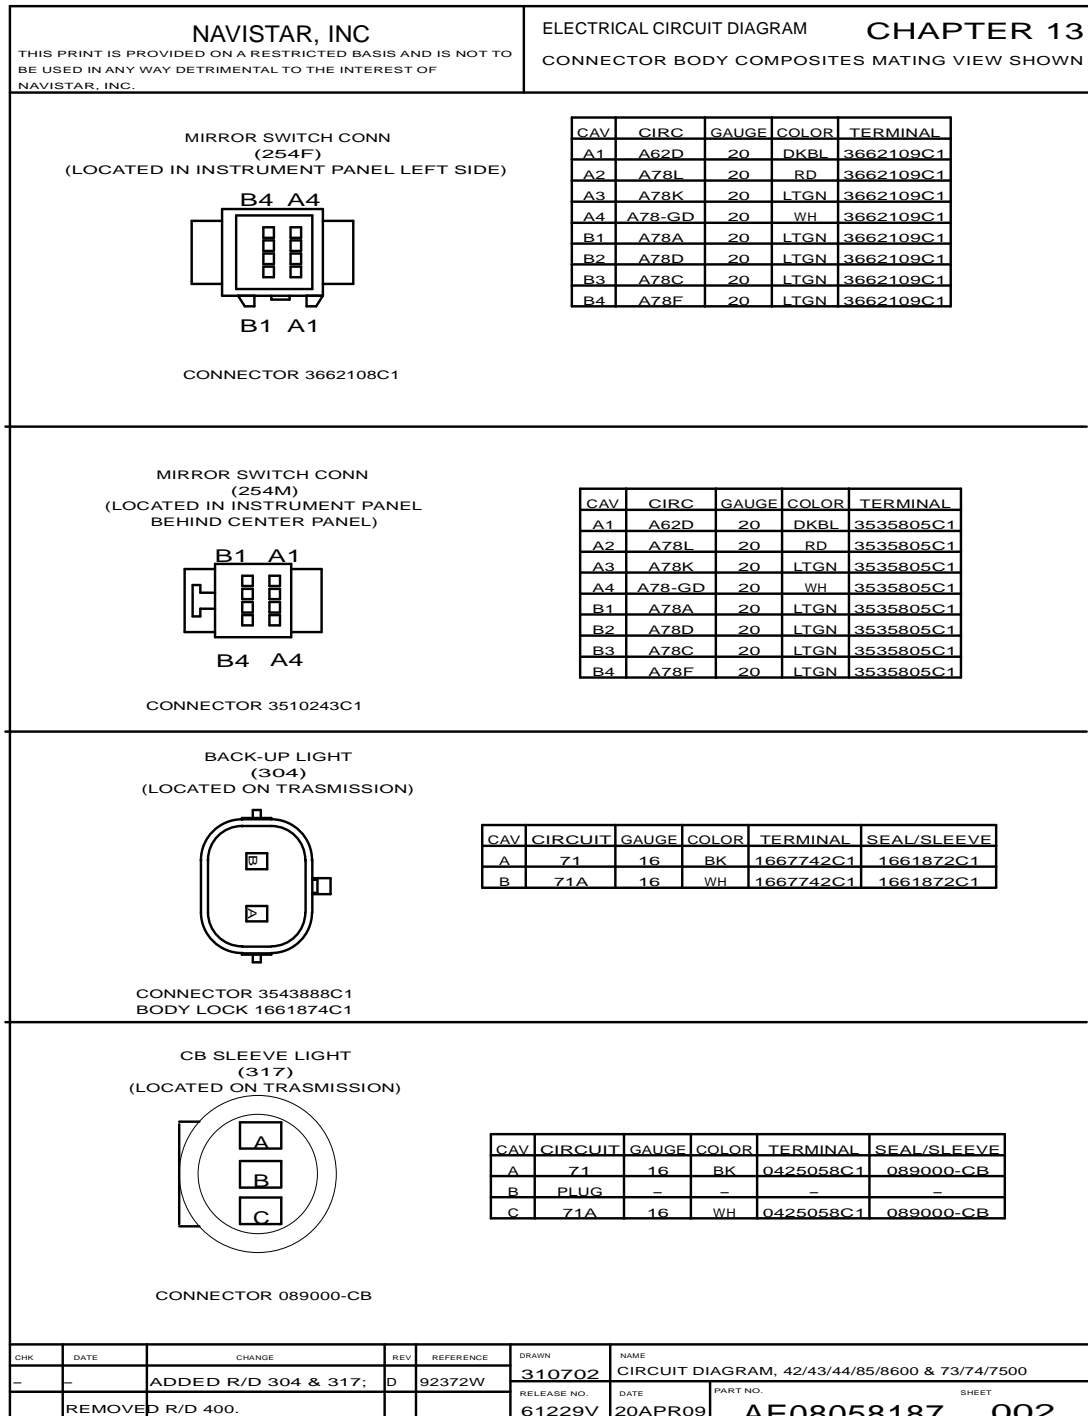 NAVISTAR, INC
THIS PRINT IS PROVIDED ON A RESTRICTED BASIS AND IS NOT TO
BE USED IN ANY WAY DETRIMENTAL TO THE INTEREST OF
NAVISTAR, INC.
ELECTRICAL CIRCUIT DIAGRAM CHAPTER 13
CONNECTOR BODY COMPOSITES MATING VIEW SHOWN
MIRROR SWITCH CONN
(254F)
(LOCATED IN INSTRUMENT PANEL LEFT SIDE)
B4 A4
B1 A1
CONNECTOR 3662108C1
CAV CIRC GAUGE COLOR TERMINAL
A1 A62D 20 DKBL 3662109C1
A2 A78L 20 RD 3662109C1
A3 A78K 20 LTGN 3662109C1
A4 A78-GD 20 WH 3662109C1
B1 A78A 20 LTGN 3662109C1
B2 A78D 20 LTGN 3662109C1
B3 A78C 20 LTGN 3662109C1
B4 A78F 20 LTGN 3662109C1
MIRROR SWITCH CONN
(254M)
(LOCATED IN INSTRUMENT PANEL
BEHIND CENTER PANEL)
B1 A1
B4 A4
CONNECTOR 3510243C1
CAV CIRC GAUGE COLOR TERMINAL
A1 A62D 20 DKBL 3535805C1
A2 A78L 20 RD 3535805C1
A3 A78K 20 LTGN 3535805C1
A4 A78-GD 20 WH 3535805C1
B1 A78A 20 LTGN 3535805C1
B2 A78D 20 LTGN 3535805C1
B3 A78C 20 LTGN 3535805C1
B4 A78F 20 LTGN 3535805C1
BACK-UP LIGHT
(304)
(LOCATED ON TRASMISSION)
B
A
CONNECTOR 3543888C1
BODY LOCK 1661874C1
CAV CIRCUIT GAUGE COLOR TERMINAL SEAL/SLEEVE
A 71 16 BK 1667742C1 1661872C1
B 71A 16 WH 1667742C1 1661872C1
CB SLEEVE LIGHT
(317)
(LOCATED ON TRASMISSION)
A
B
C
CONNECTOR 089000-CB
CAV CIRCUIT GAUGE COLOR TERMINAL SEAL/SLEEVE
A 71 16 BK 0425058C1 089000-CB
B PLUG – – – –
C 71A 16 WH 0425058C1 089000-CB
CHK DATE CHANGE REV REFERENCE
– – ADDED R/D 304 & 317; D 92372W
REMOVED R/D 400.
DRAWN
310702
NAME
CIRCUIT DIAGRAM, 42/43/44/85/8600 & 73/74/7500
RELEASE NO. DATE PART NO. SHEET
61229V 20APR09 AE08058187 002